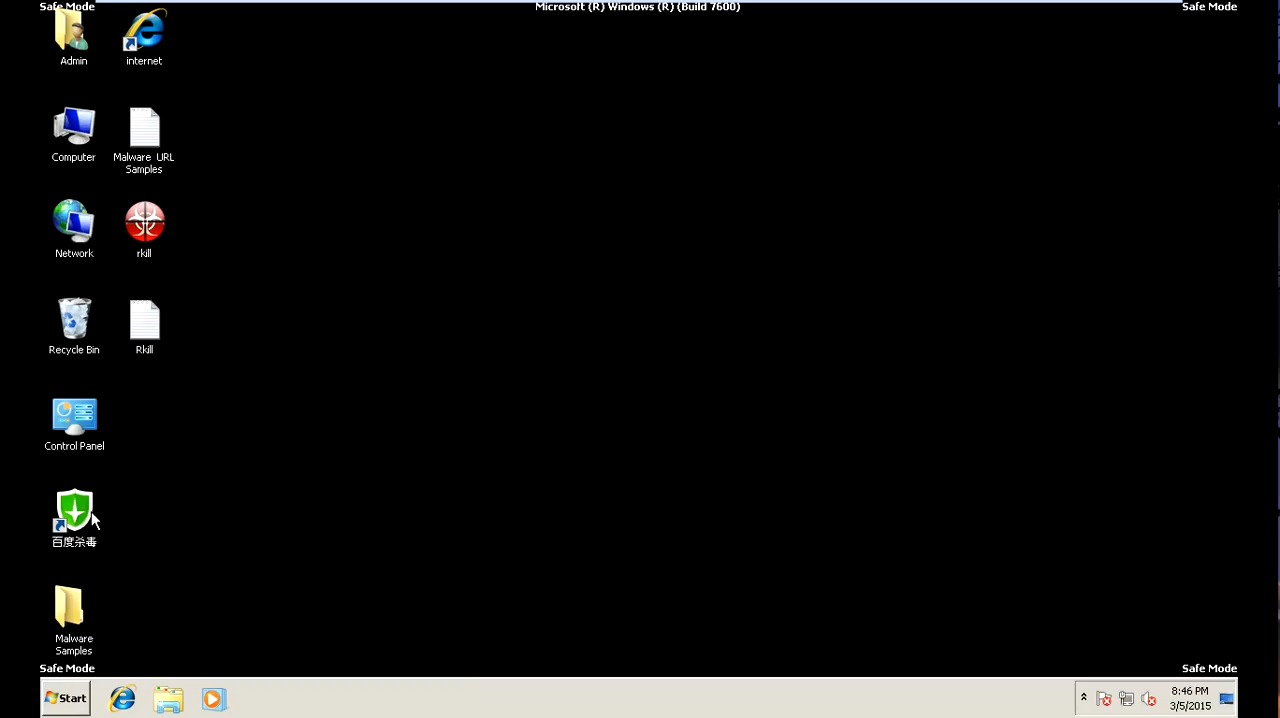 Safe Mode
Microsoft (R) Windows (R) (Build 7600)
Safe Mode
Admin
internet
Computer
Malware URL
Samples
Network
rkill
Recycle Bin
Rkill
Control Panel
百度杀毒
Malware
Samples
Safe Mode
Safe Mode
Start
8:46 PM
3/5/2015